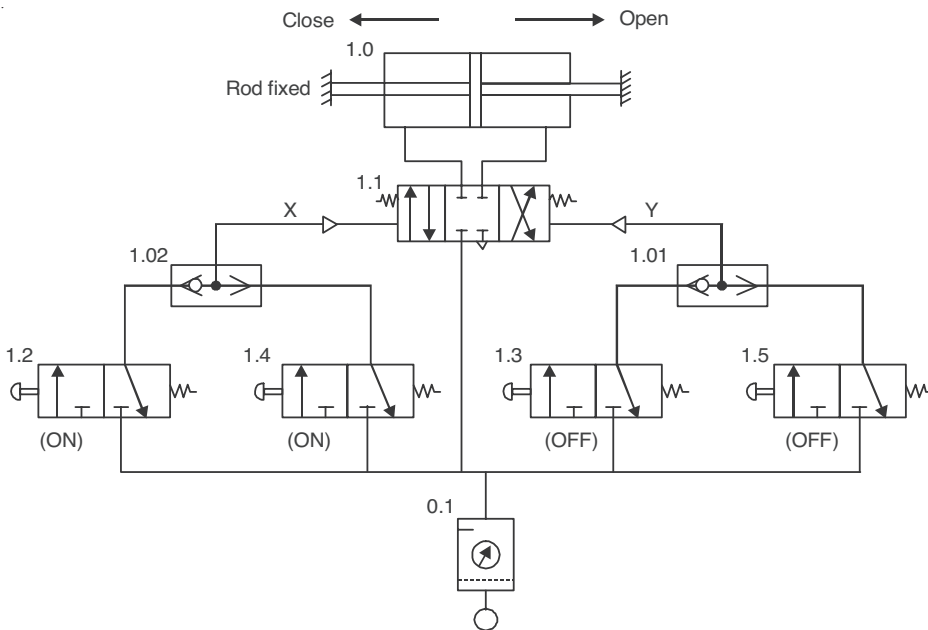 Close Open
1.0
Rod fixed
1.1
X Y
1.02 1.01
1.2 1.4 1.3 1.5
(ON) (ON) (OFF) (OFF)
0.1